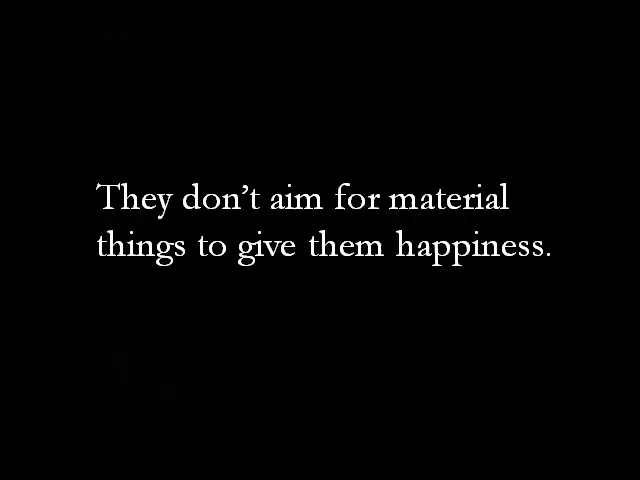 They don’t aim for material
things to give them happiness.